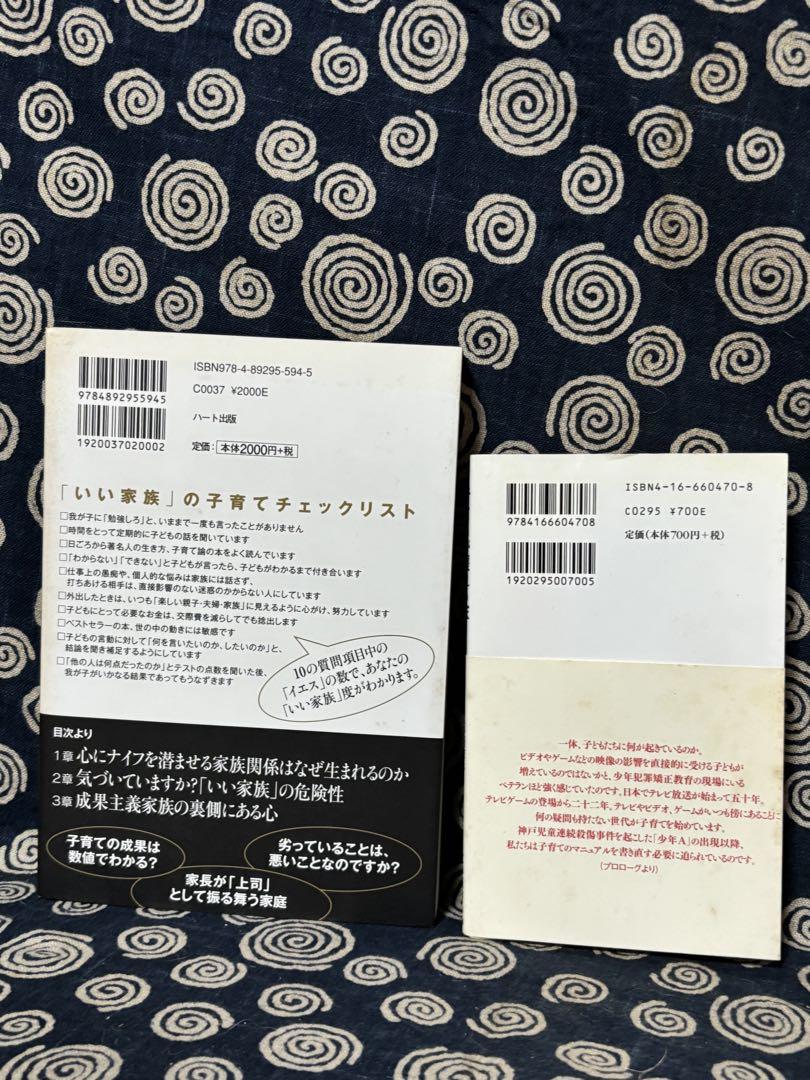 ISBN978-4-89295-594-5
9784892955945
C0037 ¥2000E
ハート出版
1920037020002
定価：本体2000円+税
「いい家族」の子育てチェックリスト
□我が子に「勉強しろ」と、いままで一度も言ったことがありません
□時間をとって定期的に子どもの話を聞いています
□日ごろから著名人の生き方、子育て論の本をよく読んでいます
□「わからない」「できない」と子どもが言ったら、子どもがわかるまで付き合います
□仕事上の愚痴や、個人的な悩みは家族には話さず、
打ちあける相手は、直接影響のない迷惑のかからない人にしています
□外出したときは、いつも「楽しい親子・夫婦・家族」に見えるように心がけ、努力しています
□子どもにとって必要なお金は、交際費を減らしてでも捻出します
□ベストセラーの本、世の中の動きには敏感です
□子どもの言動に対して「何を言いたいのか、したいのか」と、
結論を聞き補足するようにしています
□「他の人は何点だったのか」とテストの点数を聞いた後、
我が子がいかなる結果であってもうなずきます
10の質問項目中の
「イエス」の数で、あなたの
「いい家族」度がわかります。
目次より
1章 心にナイフを潜ませる家族関係はなぜ生まれるのか
2章 気づいていますか?「いい家族」の危険性
3章 成果主義家族の裏側にある心
子育ての成果は
数値でわかる？
劣っていることは、
悪いことなのですか？
家長が「上司」
として振る舞う家庭
ISBN4-16-660470-8
9784166604708
C0295 ¥700E
定価(本体700円+税)
1920295007005
一体、子どもたちに何が起きているのか。
ビデオやゲームなどの映像の影響を直接的に受ける子どもが
増えているのではないかと、少年犯罪矯正教育の現場にいる
ベテランほど強く感じていたのです。日本でテレビ放送が始まって五十年。
テレビゲームの登場から二十二年。テレビやビデオ、ゲームがいつも傍にあることに
何の疑問も持たない世代が子育てを始めています。
神戸児童連続殺傷事件を起こした「少年A」の出現以降、
私たちは子育てのマニュアルを書き直す必要に迫られているのです。
(プロローグより)